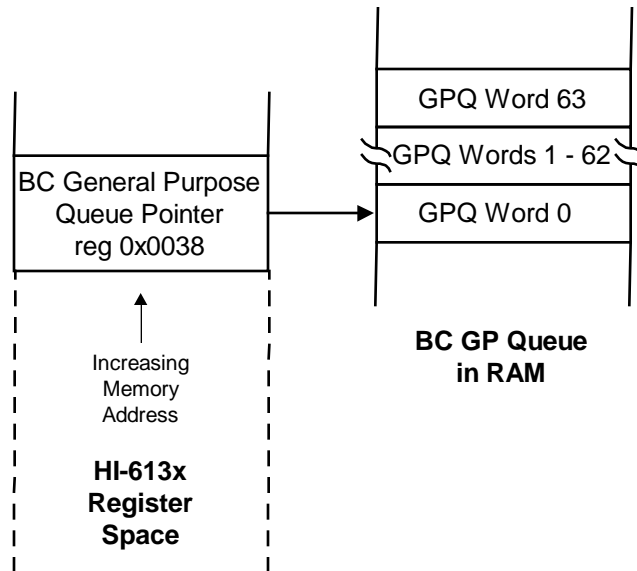 GPQ Word 63
GPQ Words 1 - 62
GPQ Word 0
BC General Purpose
Queue Pointer
reg 0x0038
BC GP Queue
in RAM
Increasing
Memory
Address
HI-613x
Register
Space